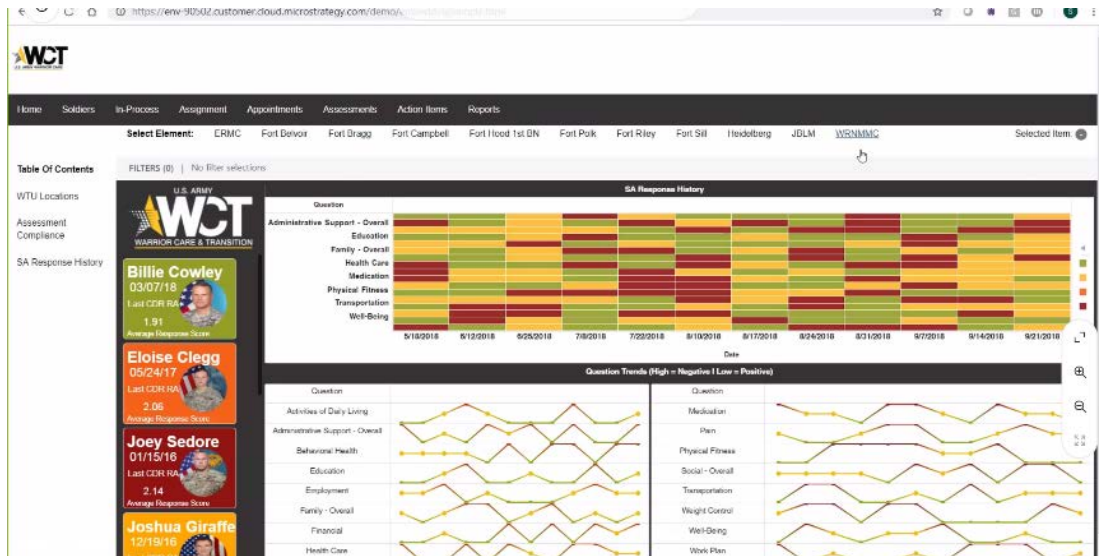 https://env-90502.customer.cloud.microstrategy.com/demo/
WCT
Home Soldiers In-Process Assignment Appointments Assessments Action Items Reports
Select Element: ERMC Fort Belvoir Fort Bragg Fort Campbell Fort Hood 1st BN Fort Polk Fort Riley Fort Sill Heidelberg JBLM WRNMMC Selected Item:
Table Of Contents
WTU Locations
Assessment
Compliance
SA Response History
FILTERS (0) | No filter selections
U.S. ARMY
WCT
WARRIOR CARE & TRANSITION
Billie Cowley
03/07/18
Last CDR RA
1.91
Average Response Score
Eloise Clegg
05/24/17
Last CDR RA
2.06
Average Response Score
Joey Sedore
01/15/16
Last CDR RA
2.14
Average Response Score
Joshua Giraffe
12/19/16
SA Response History
Question
Administrative Support - Overall
Education
Family - Overall
Health Care
Medication
Physical Fitness
Transportation
Well-Being
5/18/2018 6/12/2018 6/25/2018 7/8/2018 7/22/2018 8/10/2018 8/17/2018 8/24/2018 8/31/2018 9/7/2018 9/14/2018 9/21/2018
Date
Question Trends (High = Negative | Low = Positive)
Question
Activities of Daily Living
Administrative Support - Overall
Behavioral Health
Education
Employment
Family - Overall
Financial
Health Care
Question
Medication
Pain
Physical Fitness
Social - Overall
Transportation
Weight Control
Well-Being
Work Plan